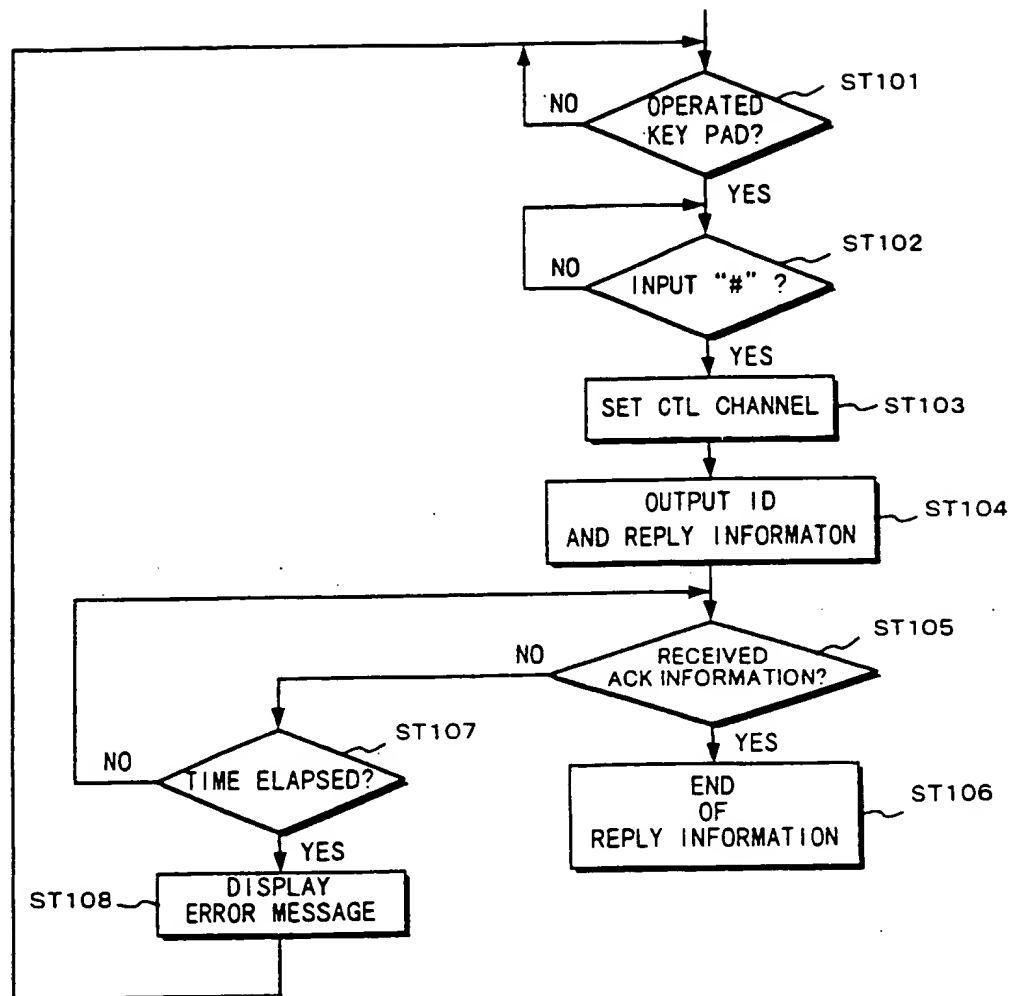 ST101
NO
OPERATED
KEY PAD?
YES
ST102
NO
INPUT "#" ?
YES
SET CTL CHANNEL
ST103
OUTPUT ID
AND REPLY INFORMATON
ST104
ST105
NO
RECEIVED
ACK INFORMATION?
ST107
YES
NO
TIME ELAPSED?
END
OF
REPLY INFORMATION
ST106
YES
ST108
DISPLAY
ERROR MESSAGE